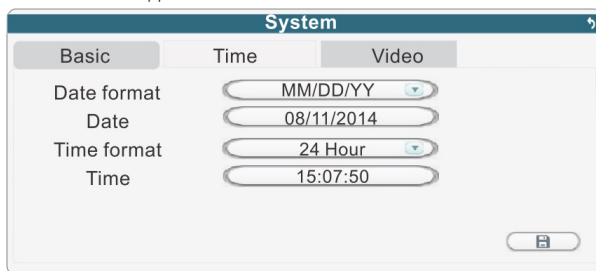 System
Basic Time Video
Date format MM/DD/YY
Date 08/11/2014
Time format 24 Hour
Time 15:07:50